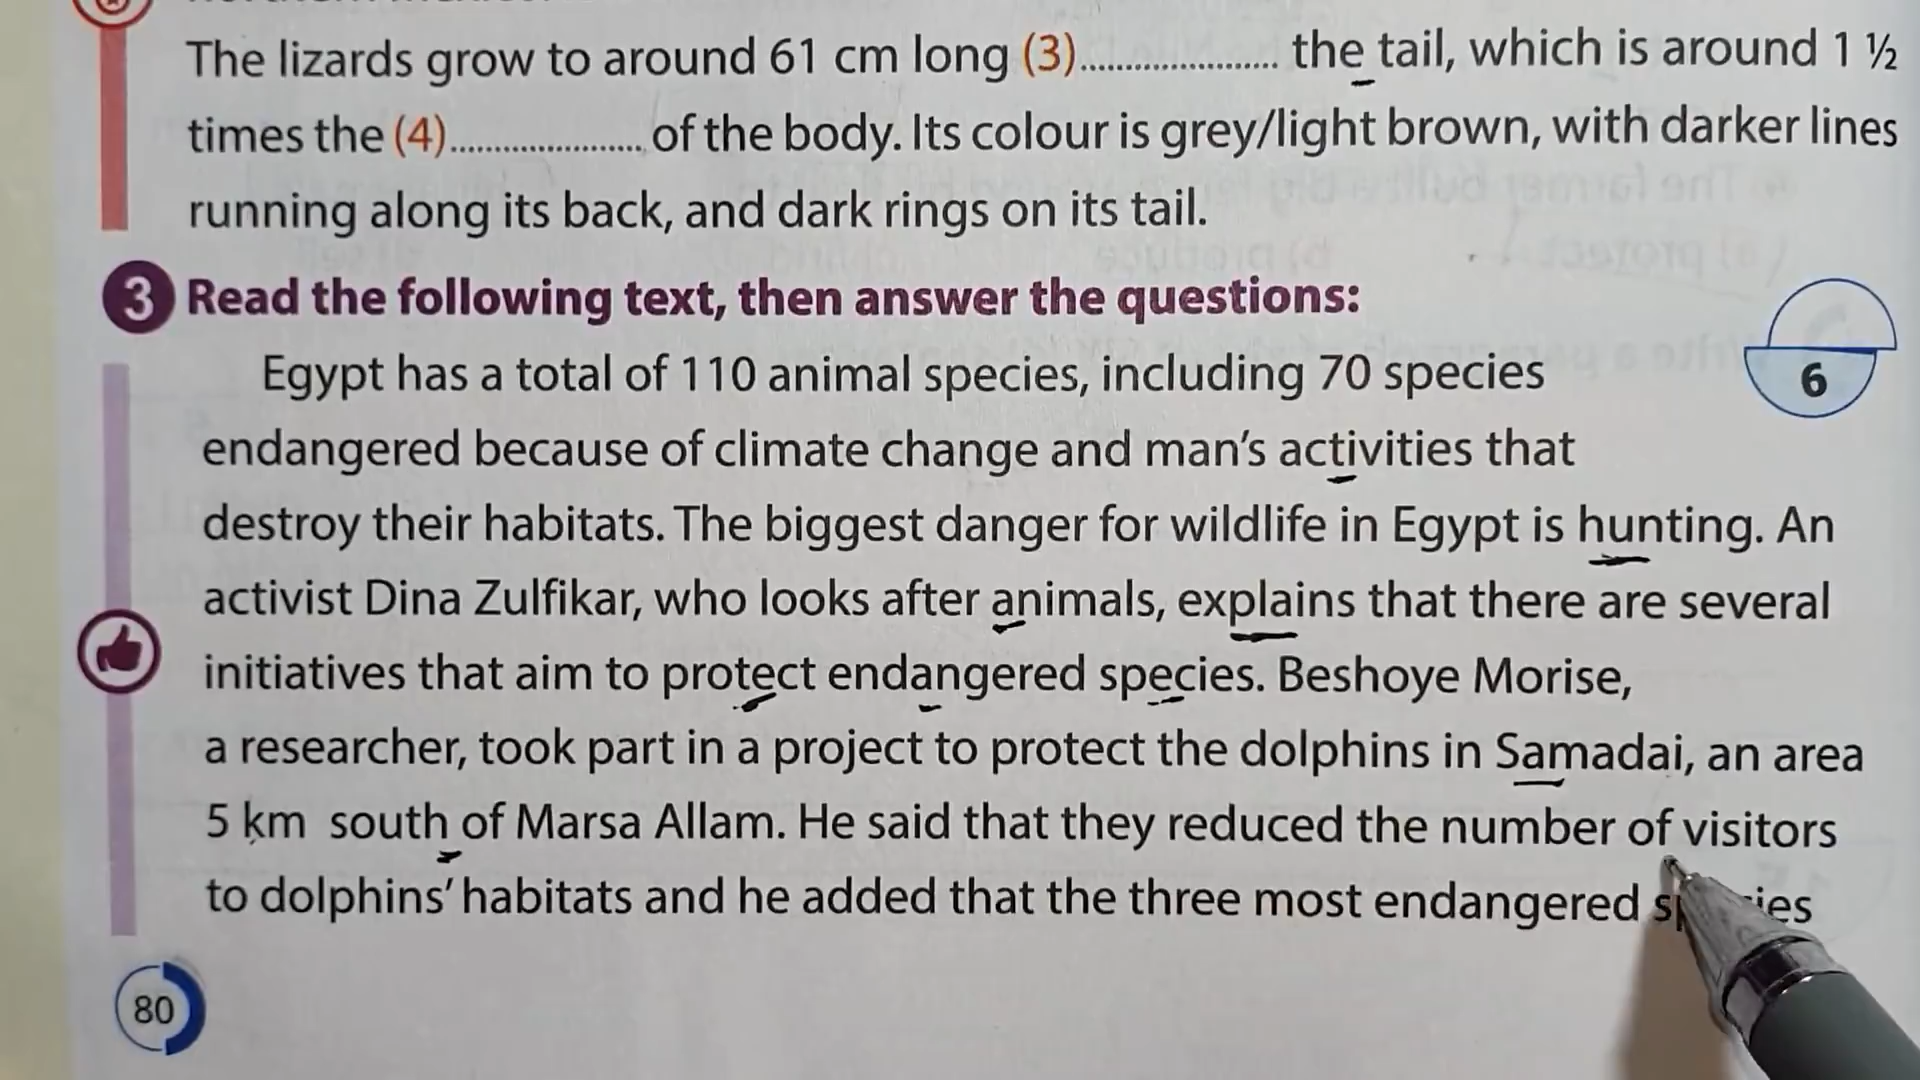 The lizards grow to around 61 cm long (3)..................... the tail, which is around 1 ½
times the (4)..................... of the body. Its colour is grey/light brown, with darker lines
running along its back, and dark rings on its tail.
3 Read the following text, then answer the questions:
6
Egypt has a total of 110 animal species, including 70 species
endangered because of climate change and man's activities that
destroy their habitats. The biggest danger for wildlife in Egypt is hunting. An
activist Dina Zulfikar, who looks after animals, explains that there are several
initiatives that aim to protect endangered species. Beshoye Morise,
a researcher, took part in a project to protect the dolphins in Samadai, an area
5 km south of Marsa Allam. He said that they reduced the number of visitors
to dolphins' habitats and he added that the three most endangered
80